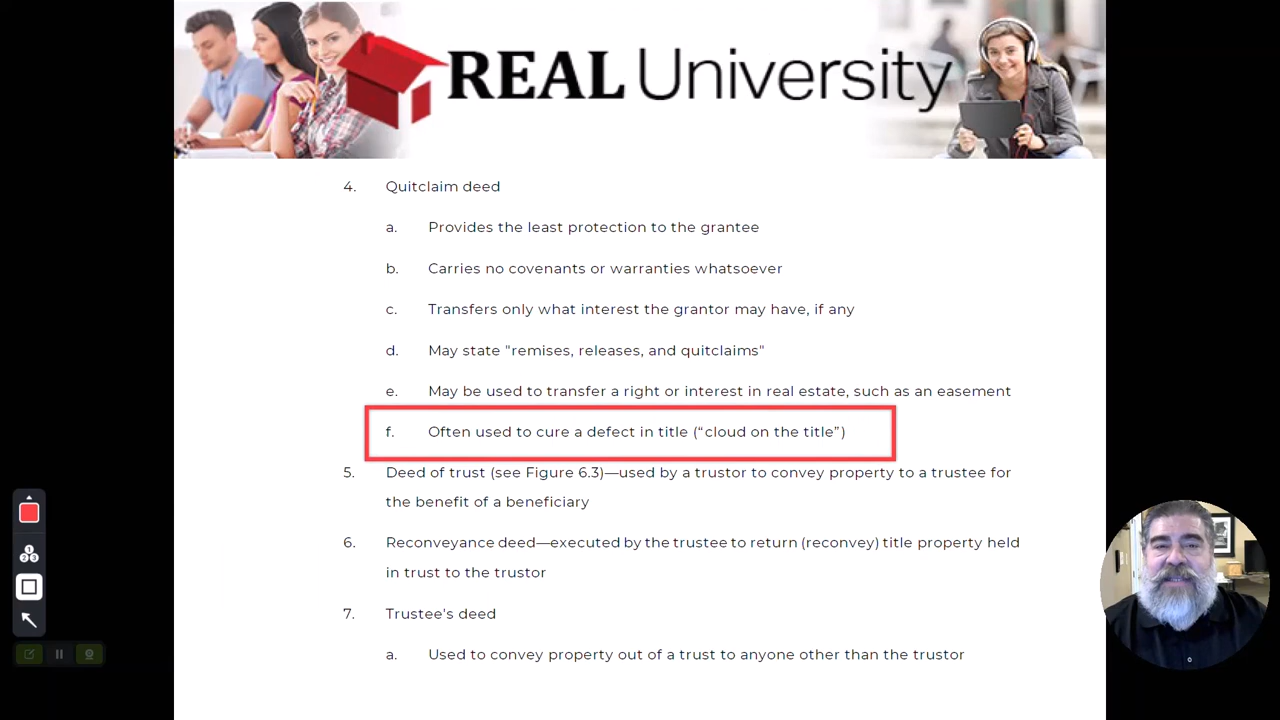 REAL University
4. Quitclaim deed
a. Provides the least protection to the grantee
b. Carries no covenants or warranties whatsoever
c. Transfers only what interest the grantor may have, if any
d. May state "remises, releases, and quitclaims"
e. May be used to transfer a right or interest in real estate, such as an easement
f. Often used to cure a defect in title (“cloud on the title”)
5. Deed of trust (see Figure 6.3)—used by a trustor to convey property to a trustee for
the benefit of a beneficiary
6. Reconveyance deed—executed by the trustee to return (reconvey) title property held
in trust to the trustor
7. Trustee's deed
a. Used to convey property out of a trust to anyone other than the trustor